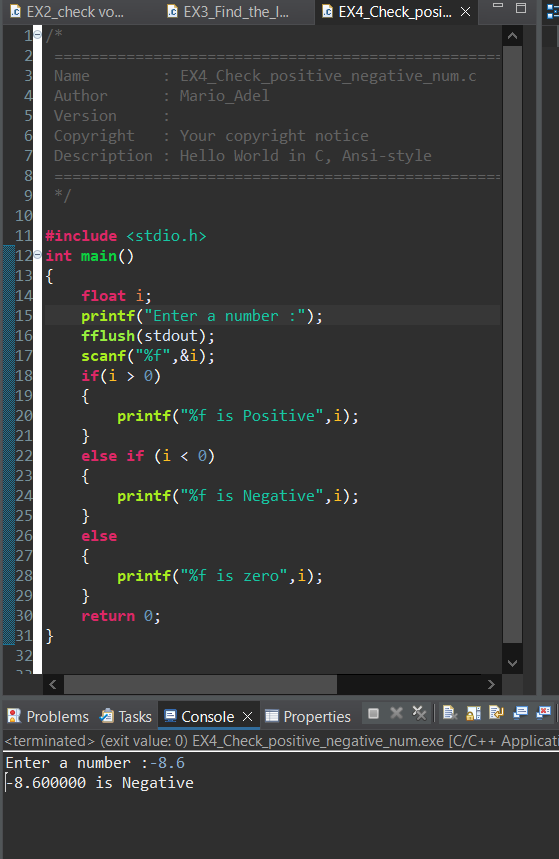 EX2_check vo... EX3_Find_the_l... EX4_Check_posi...
1 /*
2 ==================================================
3 Name : EX4_Check_positive_negative_num.c
4 Author : Mario_Adel
5 Version :
6 Copyright : Your copyright notice
7 Description : Hello World in C, Ansi-style
8 ==================================================
9 */
10
11 #include <stdio.h>
12 int main()
13 {
14 float i;
15 printf("Enter a number :");
16 fflush(stdout);
17 scanf("%f",&i);
18 if(i > 0)
19 {
20 printf("%f is Positive",i);
21 }
22 else if (i < 0)
23 {
24 printf("%f is Negative",i);
25 }
26 else
27 {
28 printf("%f is zero",i);
29 }
30 return 0;
31 }
32
Problems Tasks Console Properties
<terminated> (exit value: 0) EX4_Check_positive_negative_num.exe [C/C++ Applicati
Enter a number :-8.6
-8.600000 is Negative